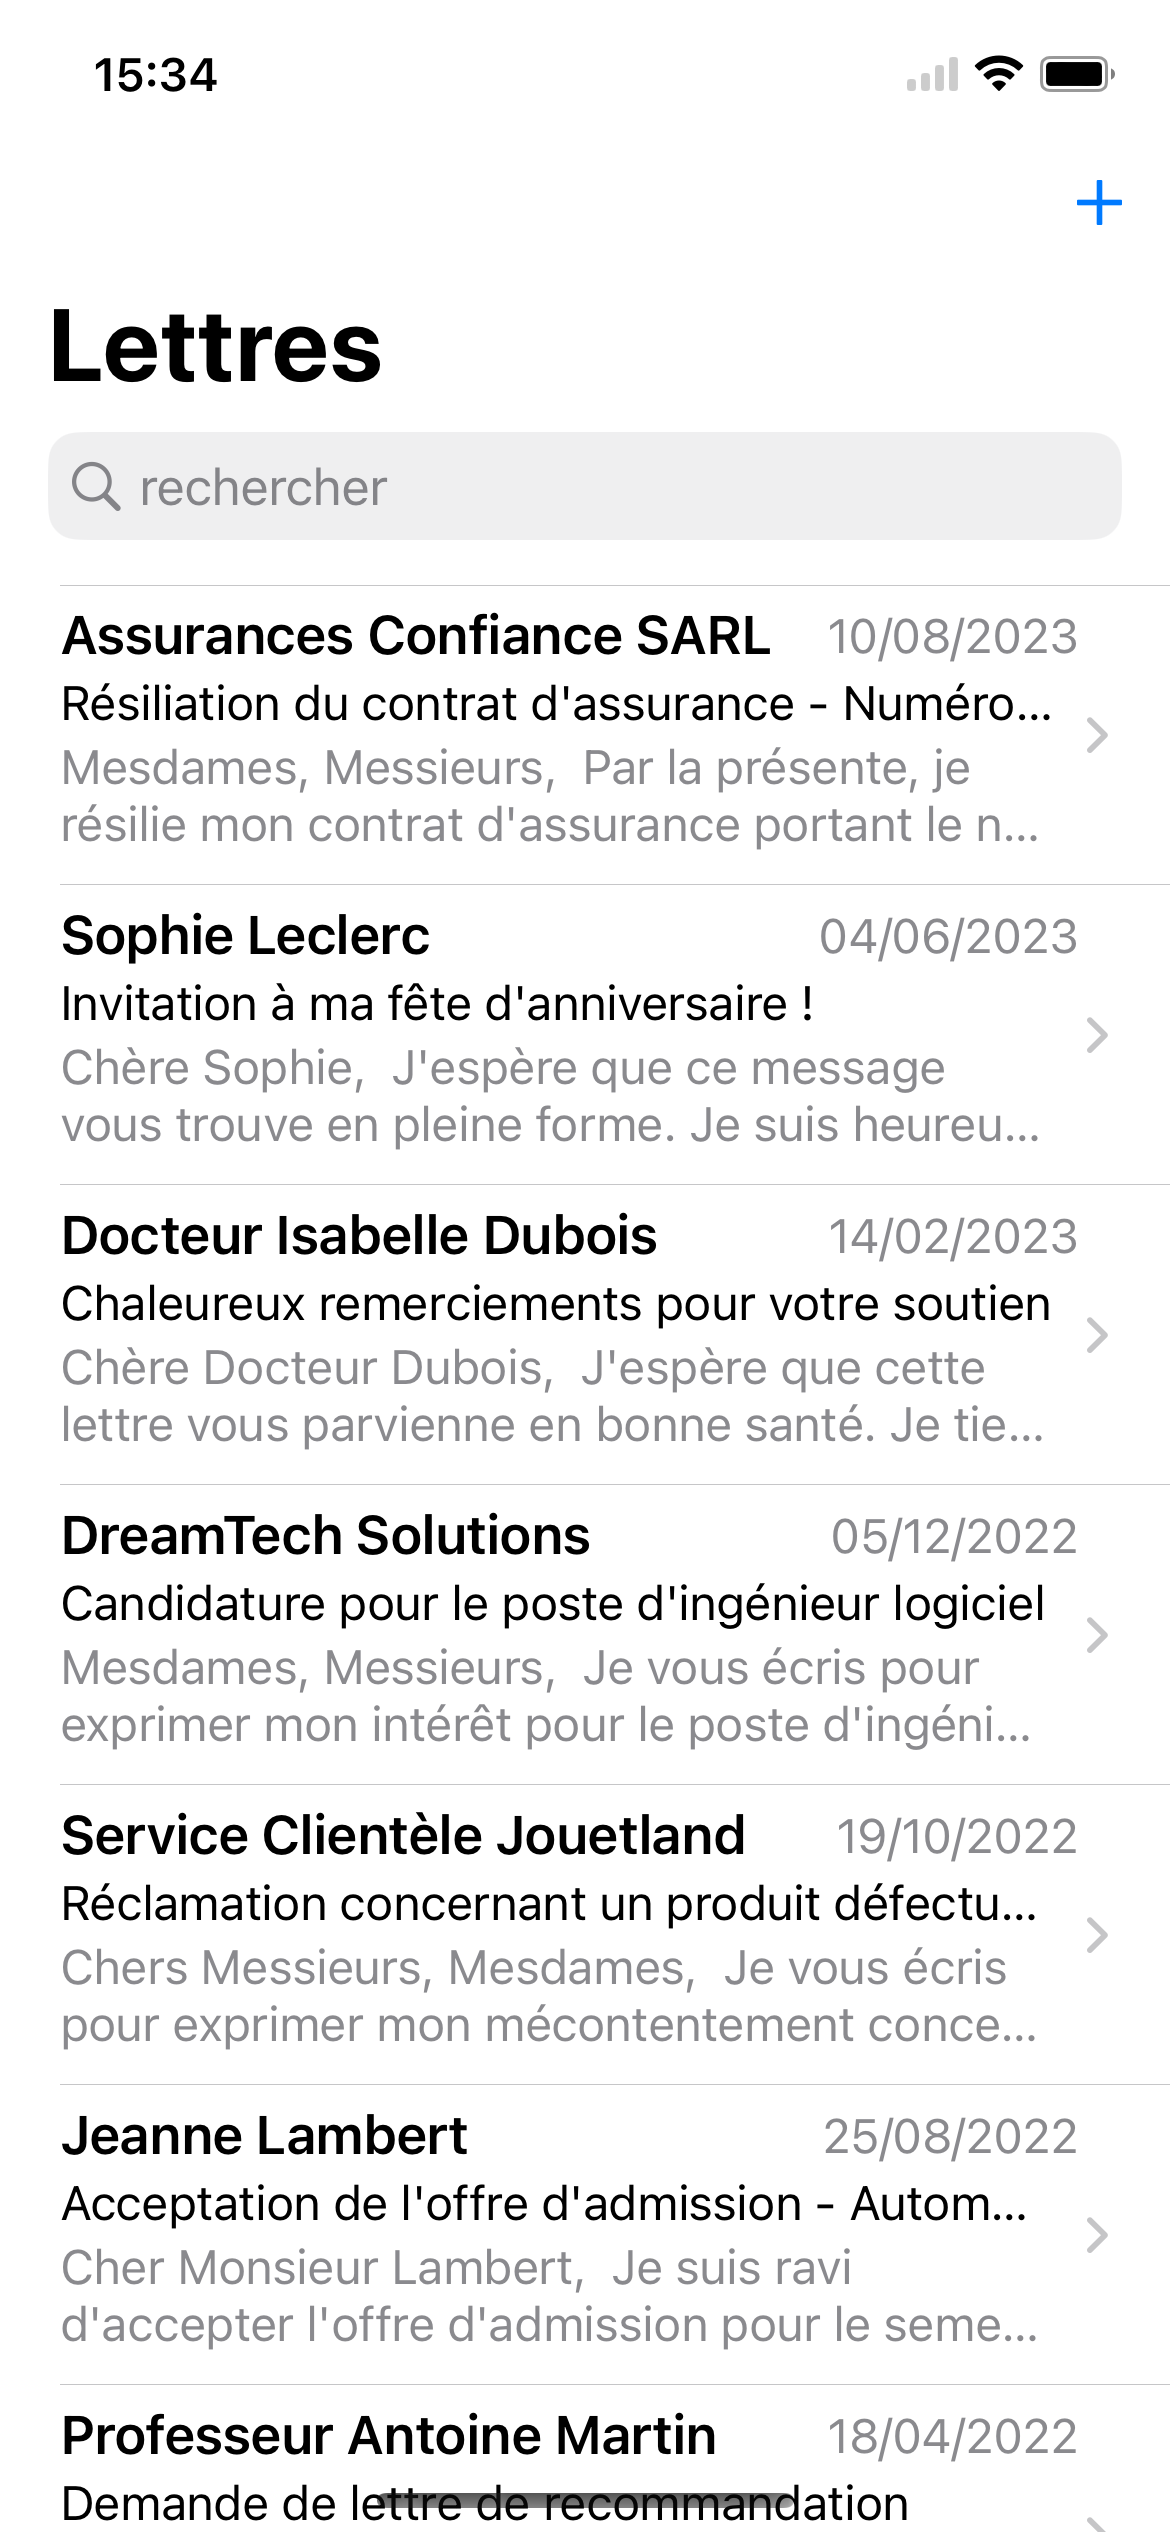 15:34
Lettres
rechercher
Assurances Confiance SARL 10/08/2023
Résiliation du contrat d'assurance - Numéro...
Mesdames, Messieurs, Par la présente, je
résilie mon contrat d'assurance portant le n...
Sophie Leclerc 04/06/2023
Invitation à ma fête d'anniversaire !
Chère Sophie, J'espère que ce message
vous trouve en pleine forme. Je suis heureu...
Docteur Isabelle Dubois 14/02/2023
Chaleureux remerciements pour votre soutien
Chère Docteur Dubois, J'espère que cette
lettre vous parvienne en bonne santé. Je tie...
DreamTech Solutions 05/12/2022
Candidature pour le poste d'ingénieur logiciel
Mesdames, Messieurs, Je vous écris pour
exprimer mon intérêt pour le poste d'ingéni...
Service Clientèle Jouetland 19/10/2022
Réclamation concernant un produit défectu...
Chers Messieurs, Mesdames, Je vous écris
pour exprimer mon mécontentement conce...
Jeanne Lambert 25/08/2022
Acceptation de l'offre d'admission - Autom...
Cher Monsieur Lambert, Je suis ravi
d'accepter l'offre d'admission pour le seme...
Professeur Antoine Martin 18/04/2022
Demande de lettre de recommandation